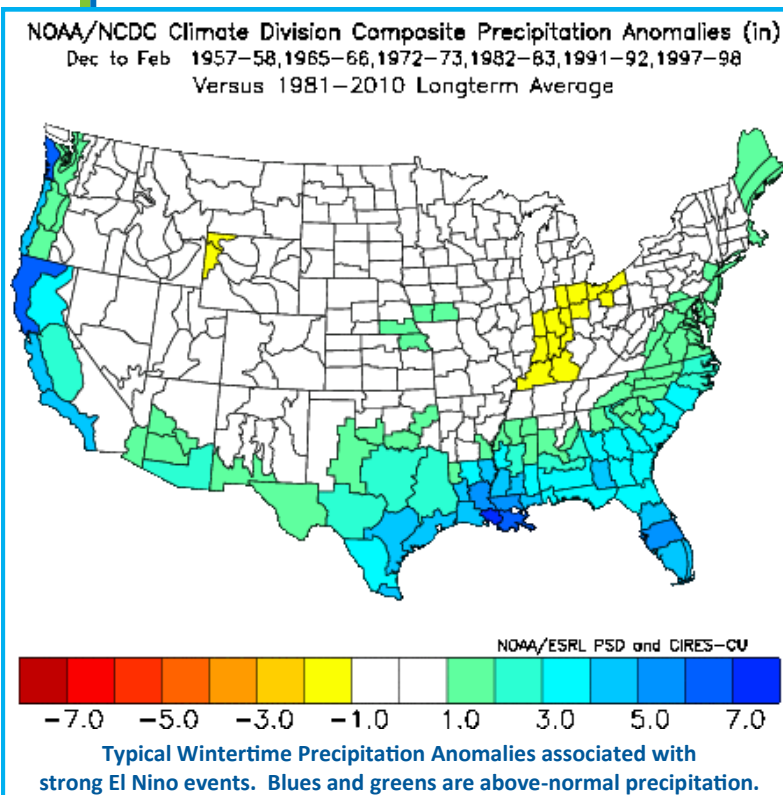 NOAA/NCDC Climate Division Composite Precipitation Anomalies (in)
Dec to Feb 1957-58,1965-66,1972-73,1982-83,1991-92,1997-98
Versus 1981-2010 Longterm Average
NOAA/ESRL PSD and CIRES-CU
-7.0 -5.0 -3.0 -1.0 1.0 3.0 5.0 7.0
Typical Wintertime Precipitation Anomalies associated with
strong El Nino events. Blues and greens are above-normal precipitation.